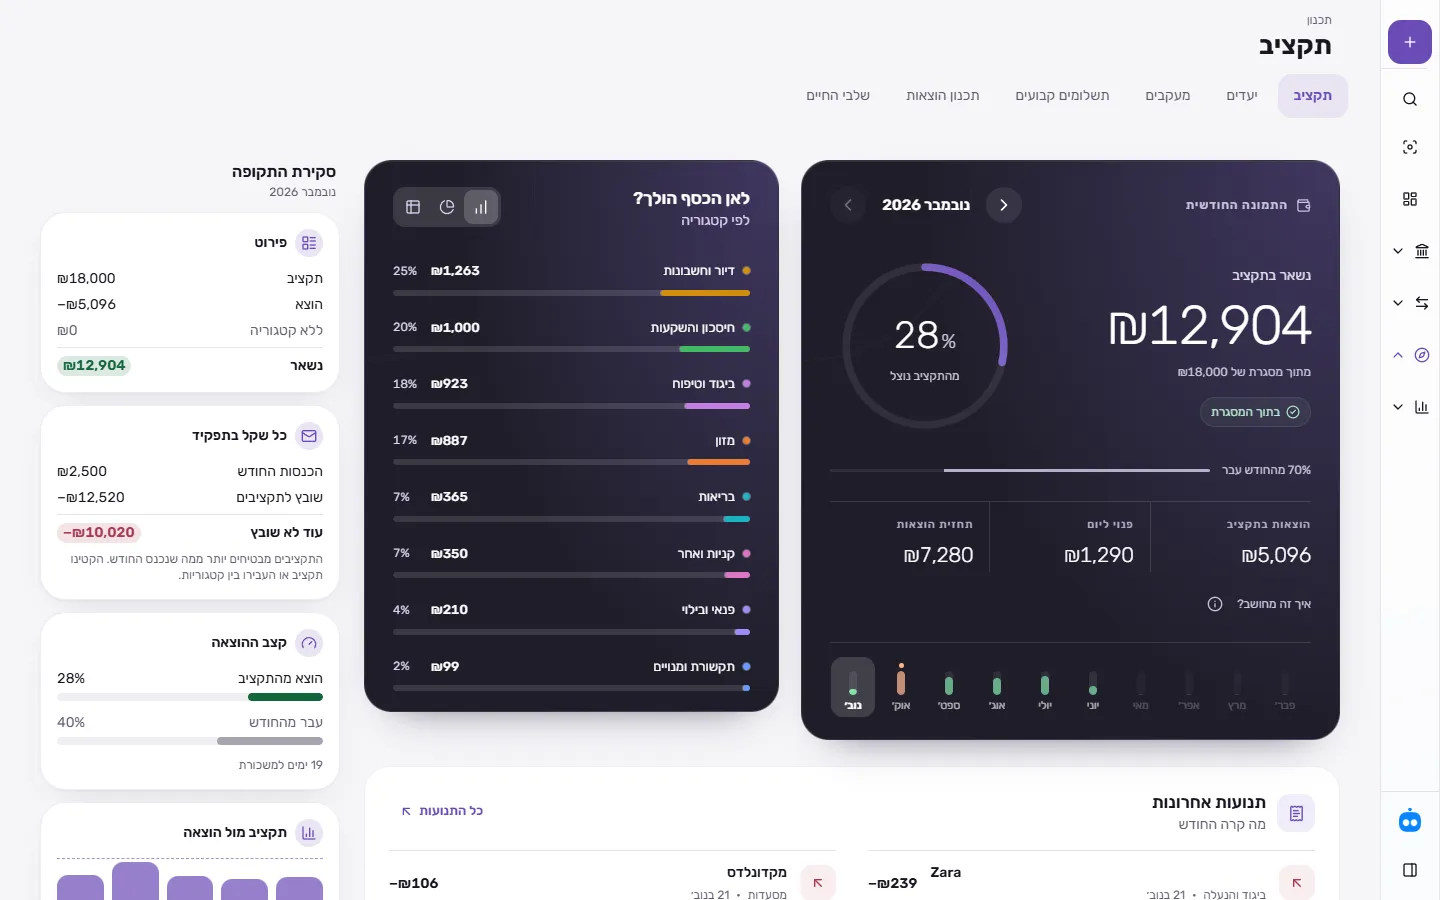 תכנון
תקציב
תקציב
יעדים
מעקבים
תשלומים קבועים
תכנון הוצאות
שלבי החיים
התמונה החודשית
נובמבר 2026
נשאר בתקציב
₪12,904
מתוך מסגרת של ₪18,000
בתוך המסגרת
28%
מהתקציב נוצל
70% מהחודש עבר
הוצאות בתקציב
₪5,096
פנוי ליום
₪1,290
תחזית הוצאות
₪7,280
איך זה מחושב?
פבר׳
מרץ
אפר׳
מאי
יוני
יולי
אוג׳
ספט׳
אוק׳
נוב׳
לאן הכסף הולך?
לפי קטגוריה
דיור וחשבונות ₪1,263 25%
חיסכון והשקעות ₪1,000 20%
ביגוד וטיפוח ₪923 18%
מזון ₪887 17%
בריאות ₪365 7%
קניות ואחר ₪350 7%
פנאי ובילוי ₪210 4%
תקשורת ומנויים ₪99 2%
סקירת התקופה
נובמבר 2026
פירוט
תקציב ₪18,000
הוצא −₪5,096
ללא קטגוריה ₪0
נשאר ₪12,904
כל שקל בתפקיד
הכנסות החודש ₪2,500
שובץ לתקציבים −₪12,520
עוד לא שובץ −₪10,020
התקציבים מבטיחים יותר ממה שנכנס החודש. הקטינו
תקציב או העבירו בין קטגוריות.
קצב ההוצאה
הוצא מהתקציב 28%
עבר מהחודש 40%
19 ימים למשכורת
תקציב מול הוצאה
תנועות אחרונות
מה קרה החודש
כל התנועות
Zara
ביגוד והנעלה • 21 בנוב׳
−₪239
מקדונלדס
מסעדות • 21 בנוב׳
−₪106